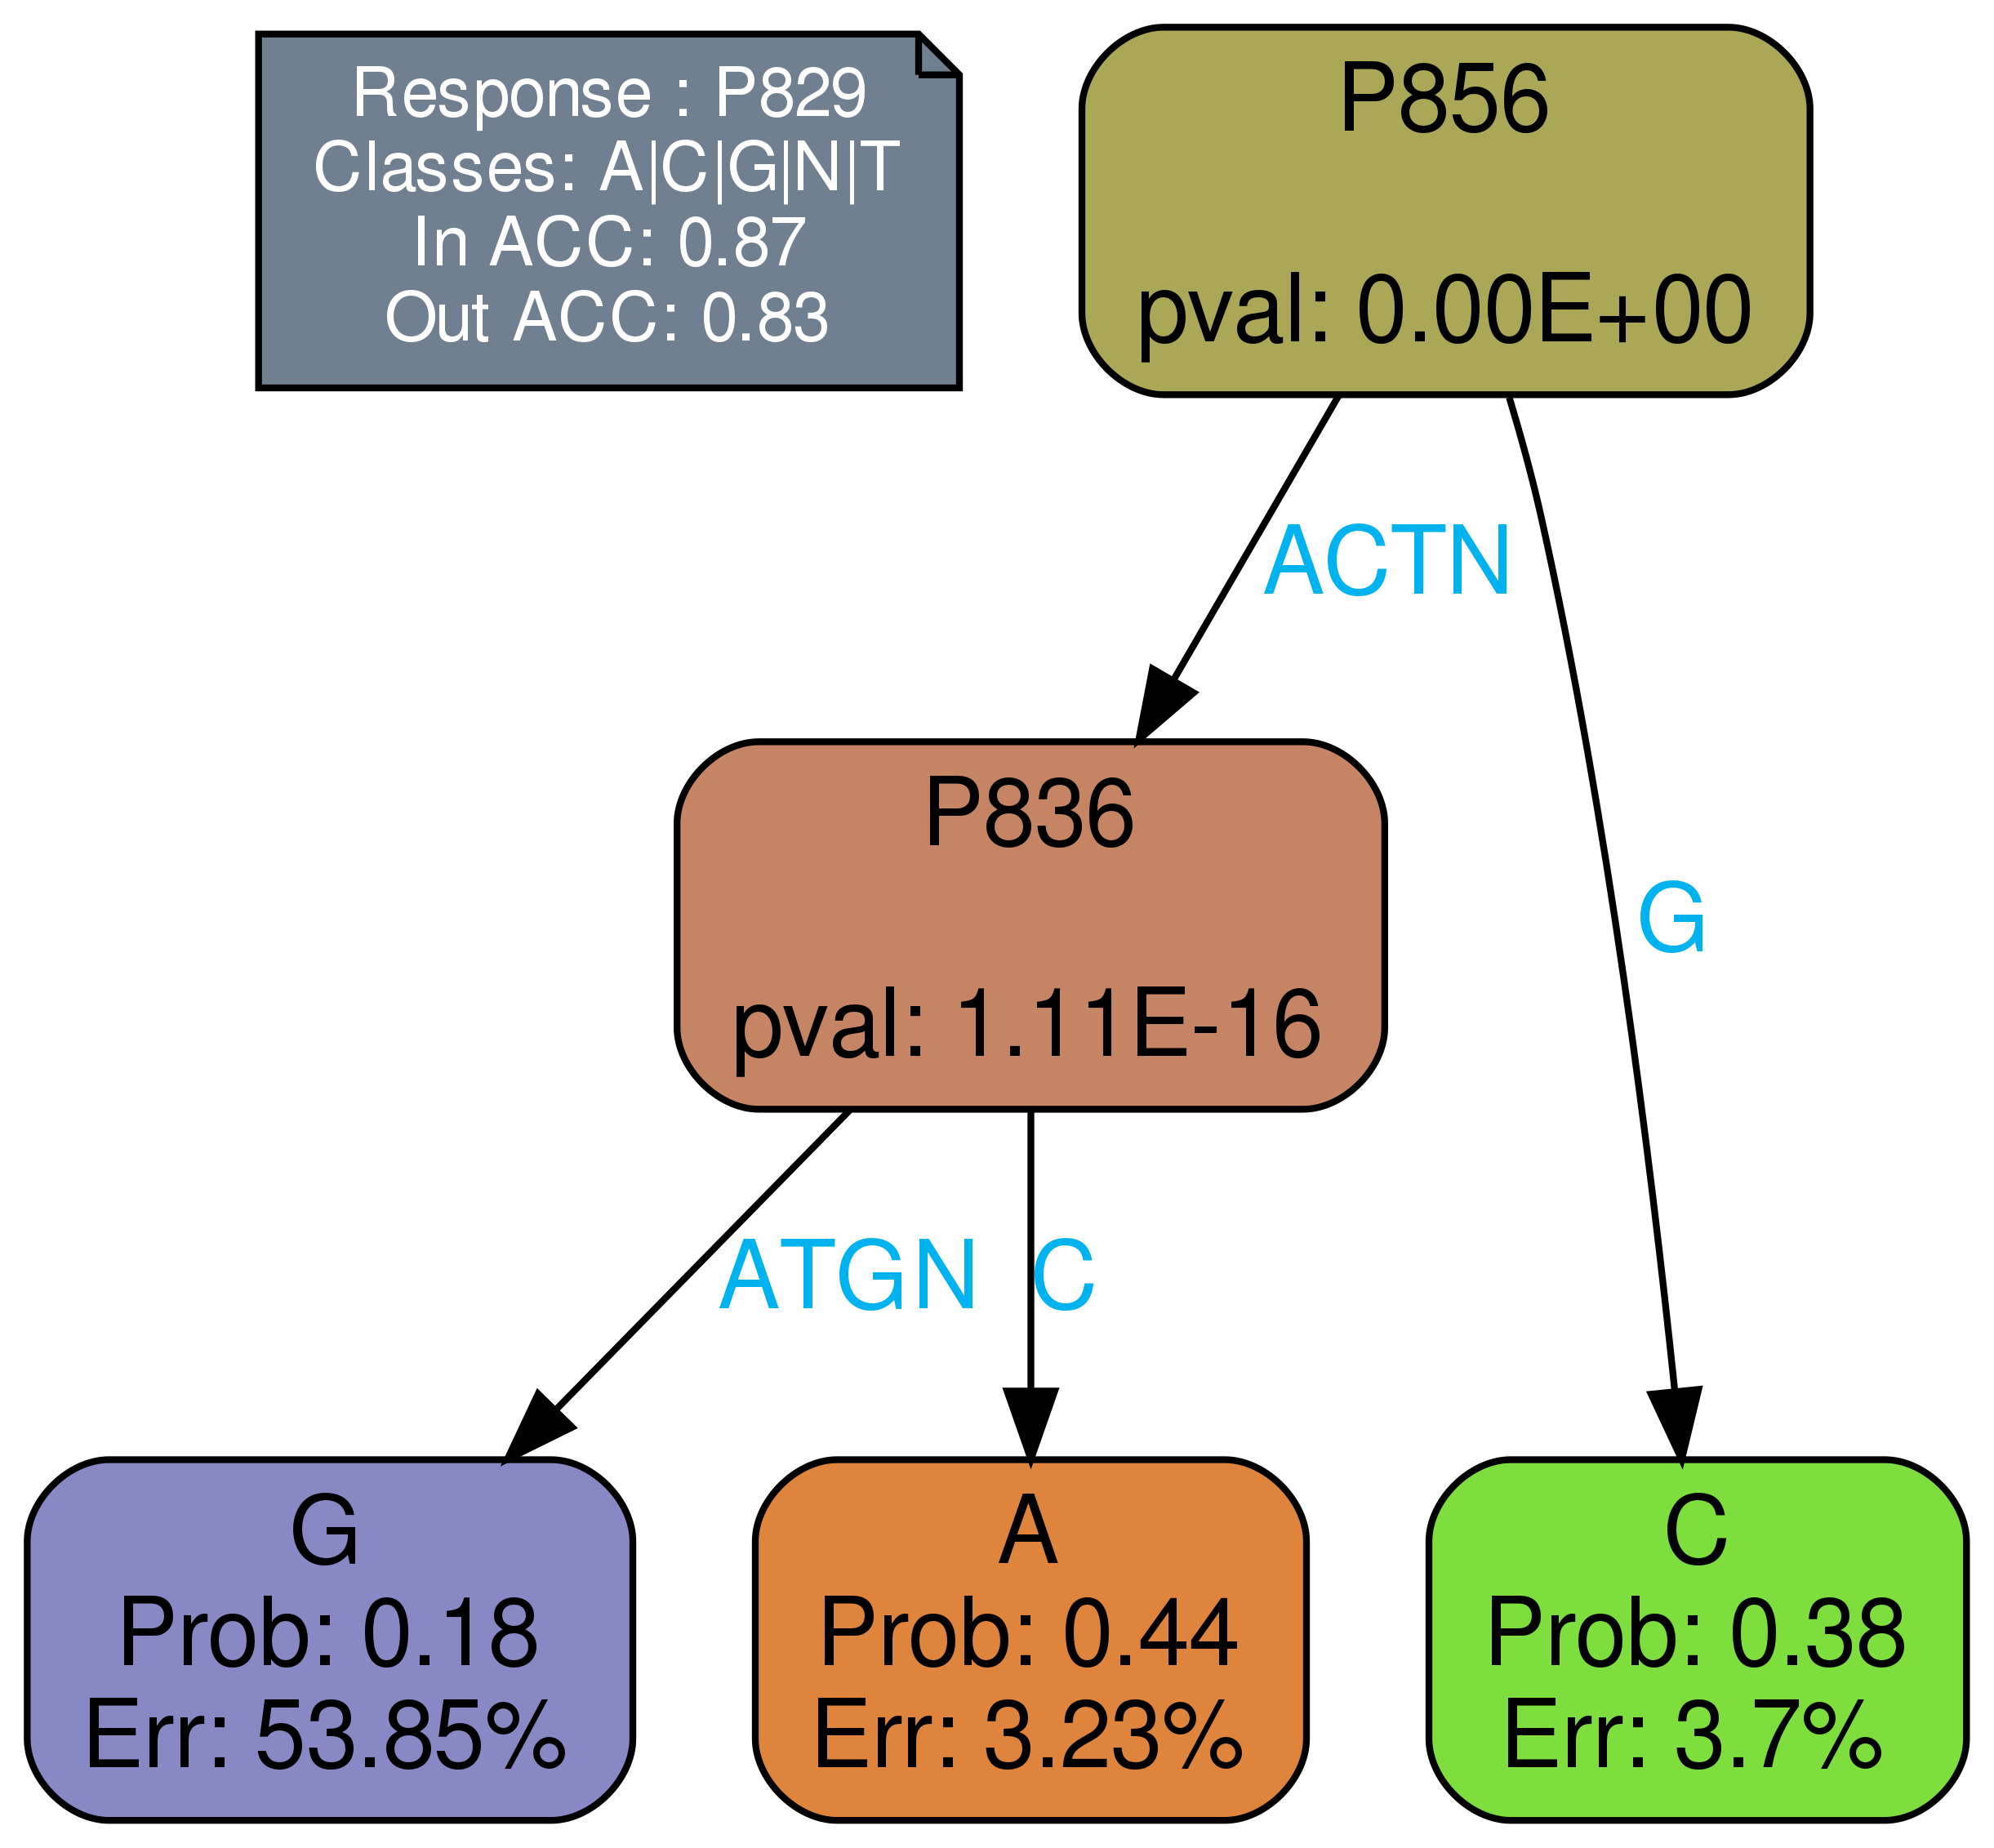 Response : P829
Classes: A|C|G|N|T
In ACC: 0.87
Out ACC: 0.83
P856
pval: 0.00E+00
ACTN
G
P836
pval: 1.11E-16
ATGN
C
G
Prob: 0.18
Err: 53.85%
A
Prob: 0.44
Err: 3.23%
C
Prob: 0.38
Err: 3.7%